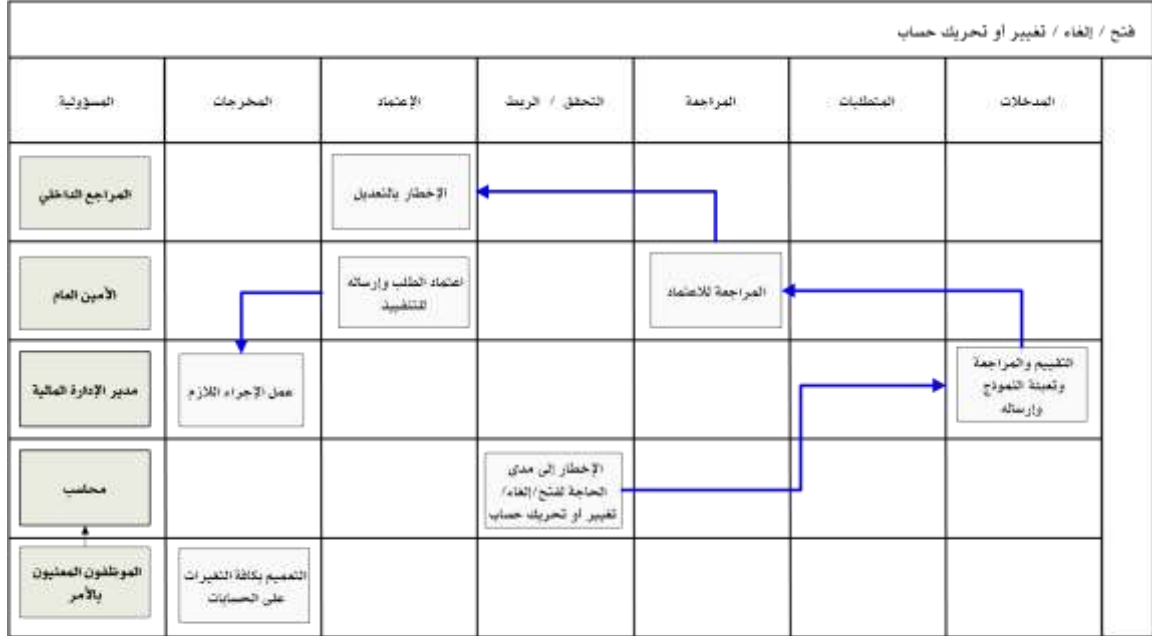 فتح / إلغاء / تغيير أو تحريك حساب
المدخلات
المتطلبات
المراجعة
التحقق / الربط
الإعتماد
المخرجات
المسؤولية
الإخطار بالتعديل
المراجع الداخلي
المراجعة للاعتماد
اعتماد الطلب وإرساله
للتنفييذ
الأمين العام
التقييم والمراجعة
وتعبئة النموذج
وإرساله
عمل الإجراء اللازم
مدير الإدارة المالية
الإخطار إلى مدى
الحاجة لفتح/إلغاء/
تغيير أو تحريك حساب
محاسب
التعميم بكافة التغيرات
على الحسابات
الموظفون المعنيون
بالأمر